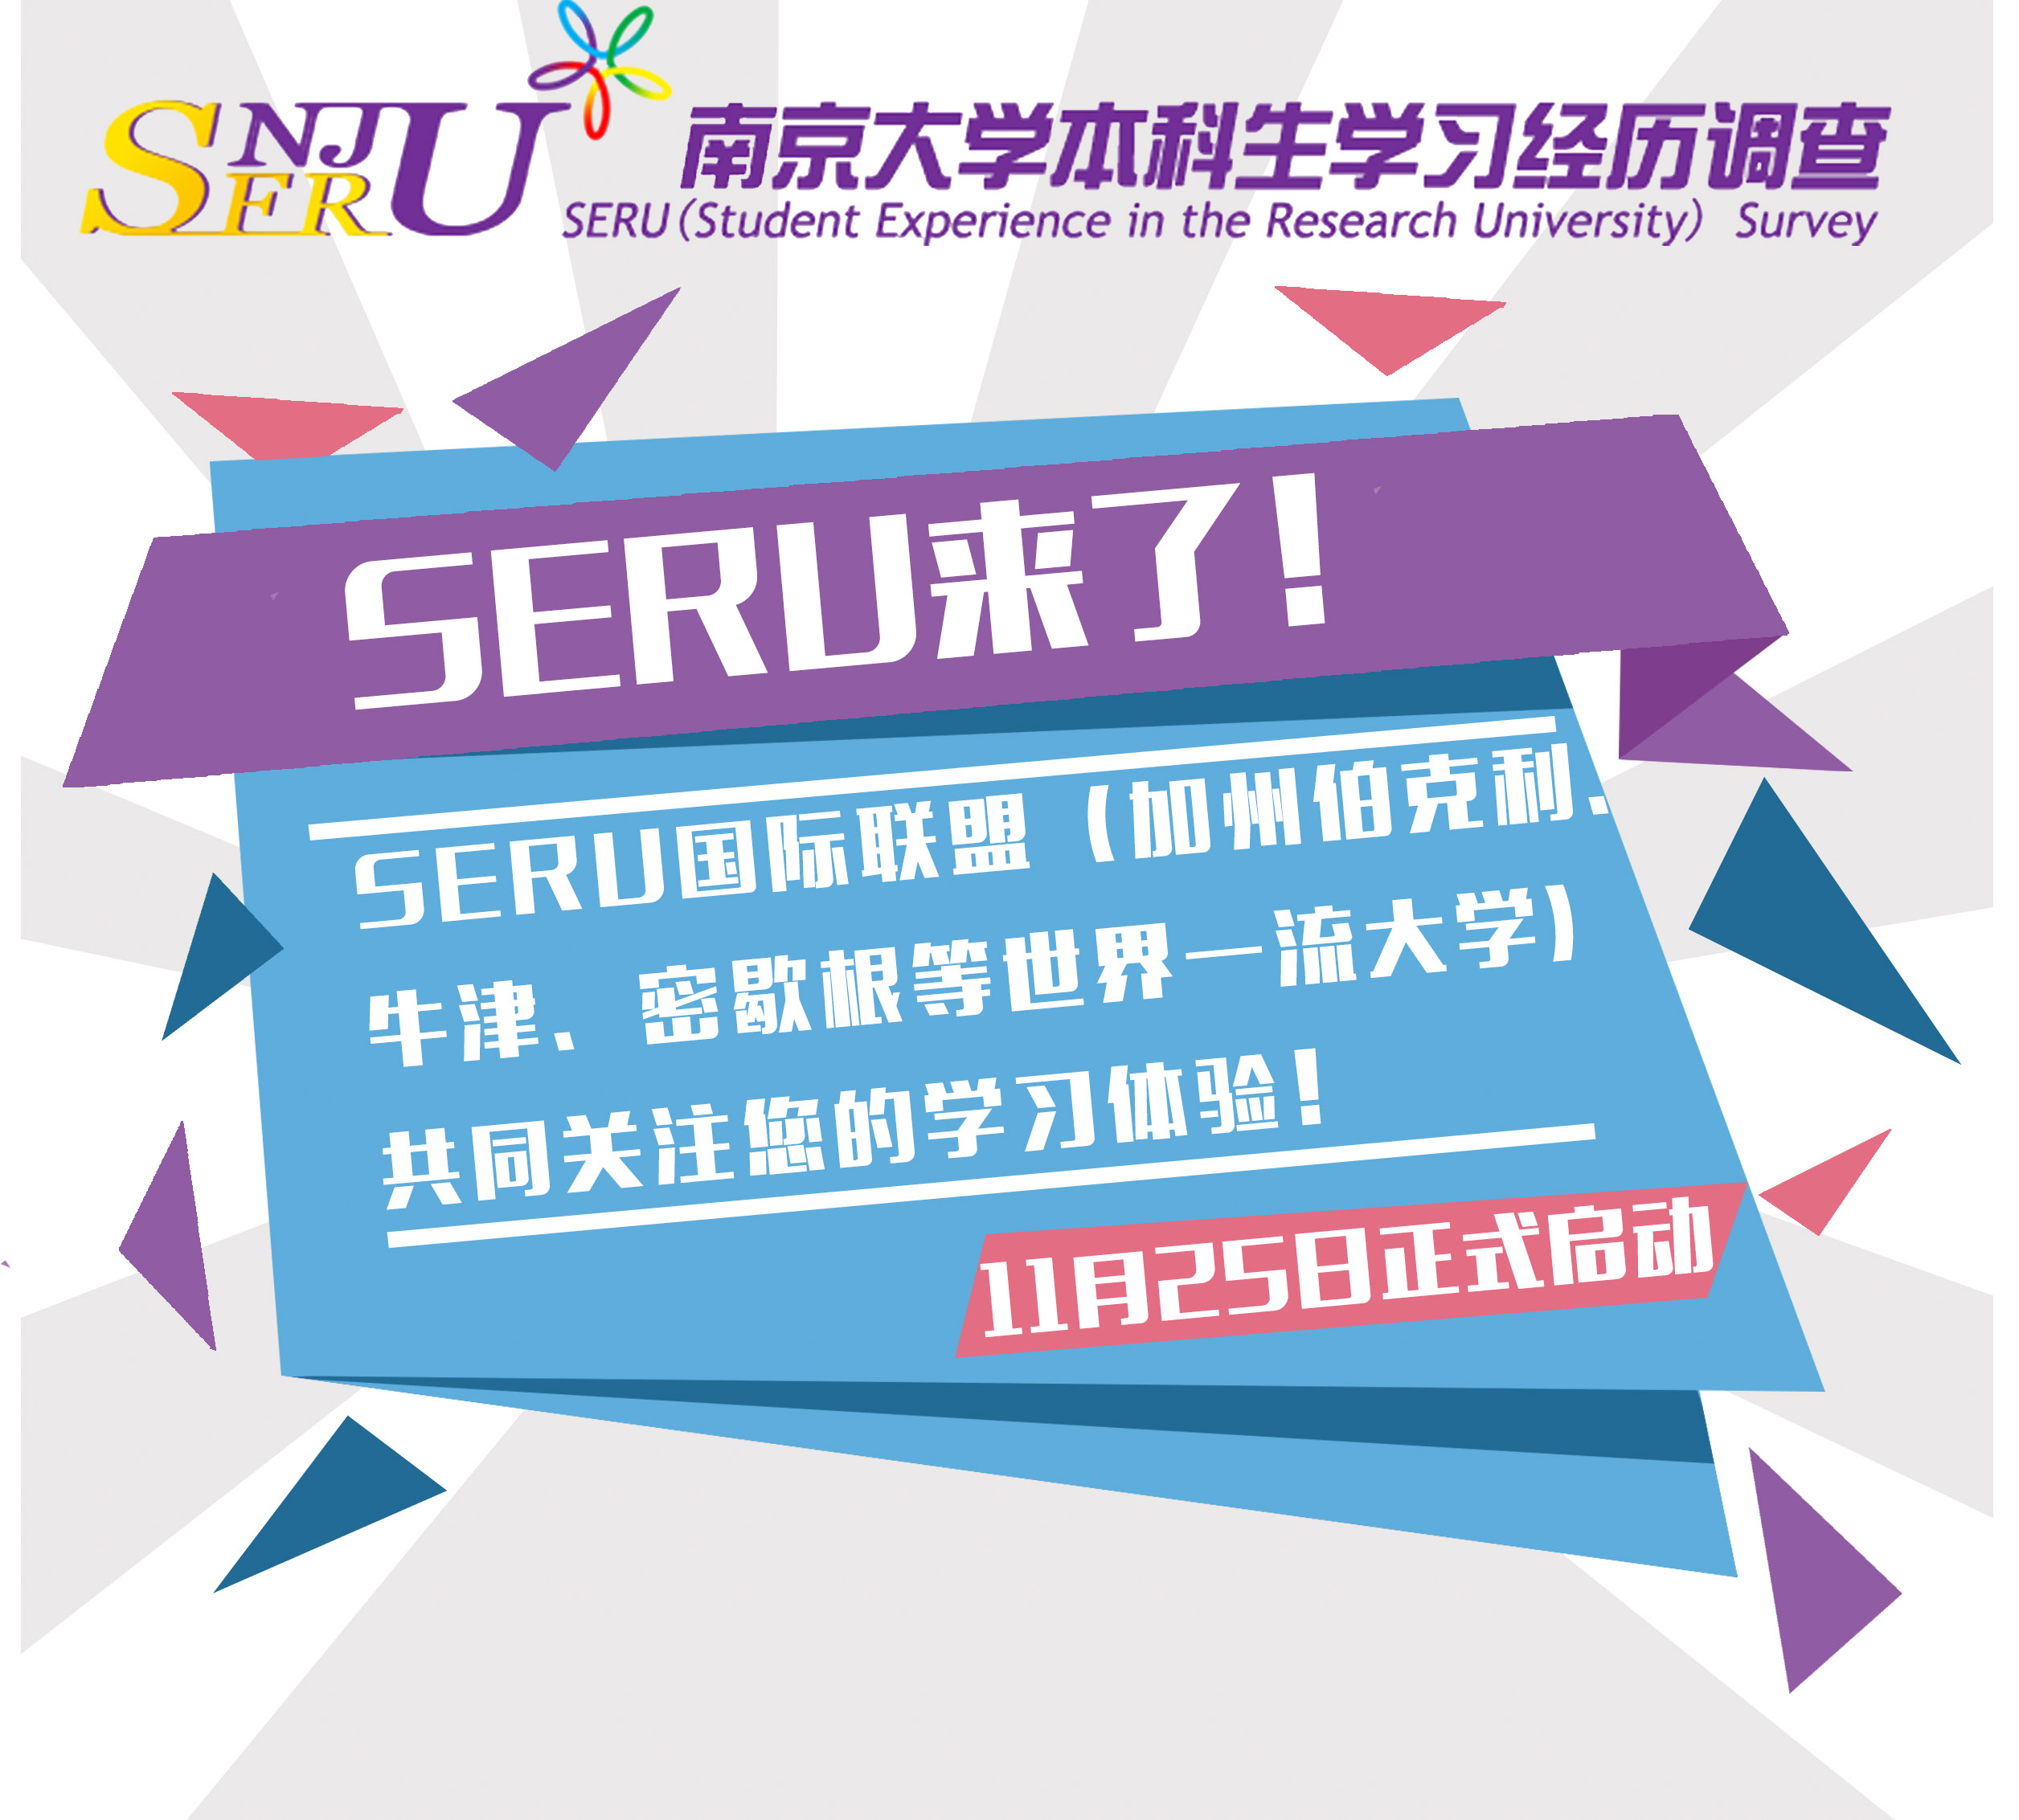 SNJU
SERU
南京大学本科生学习经历调查
SERU(Student Experience in the Research University) Survey
SERU来了!
SERU国际联盟(加州伯克利、
牛津、密歇根等世界一流大学)
共同关注您的学习体验!
11月25日正式启动